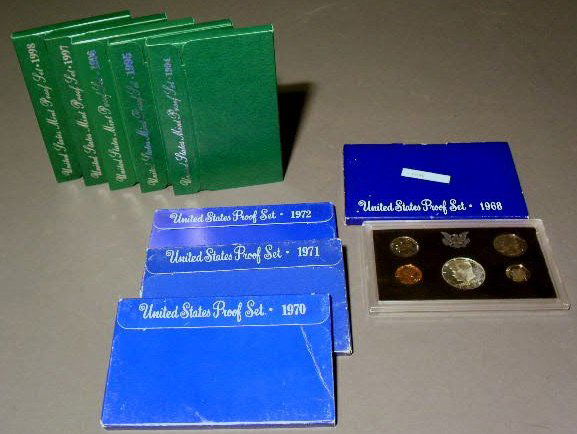 United States Mint Proof Set · 1998
United States Mint Proof Set · 1997
United States Mint Proof Set · 1996
United States Mint Proof Set · 1995
United States Mint Proof Set · 1994
United States Proof Set · 1968
United States Proof Set · 1972
United States Proof Set · 1971
United States Proof Set · 1970